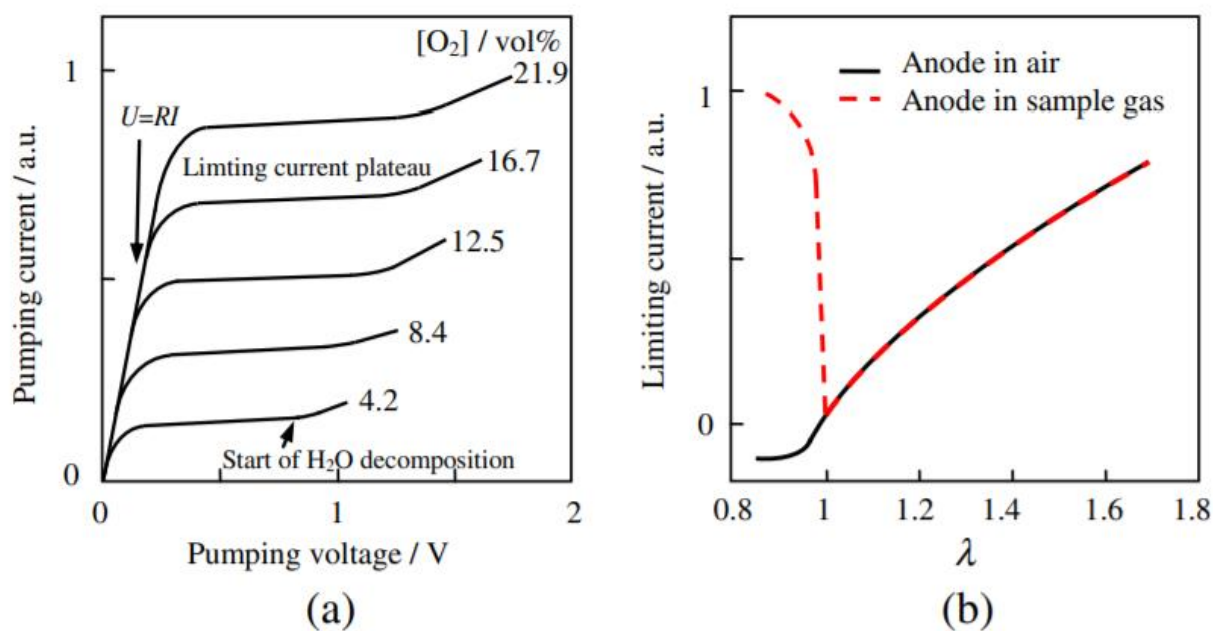 [O2] / vol%
21.9
1
U=RI
16.7
Limting current plateau
12.5
8.4
4.2
Start of H2O decomposition
0
0
1
2
Pumping current / a.u.
Pumping voltage / V
(a)
Anode in air
Anode in sample gas
1
0
Limiting current / a.u.
0.8
1
1.2
1.4
1.6
1.8
λ
(b)